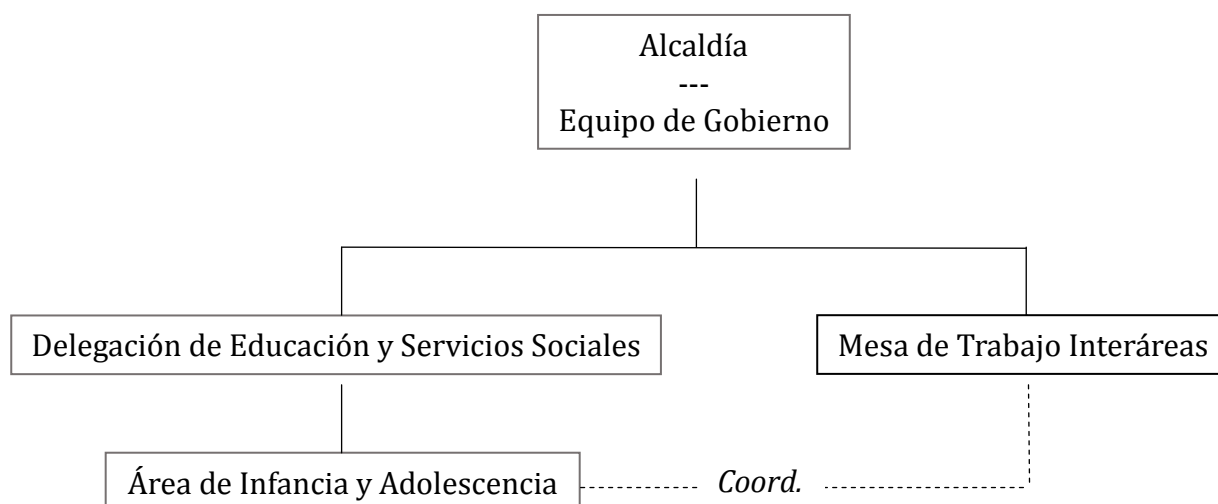 Alcaldía
---
Equipo de Gobierno
Delegación de Educación y Servicios Sociales
Mesa de Trabajo Interáreas
Área de Infancia y Adolescencia
Coord.